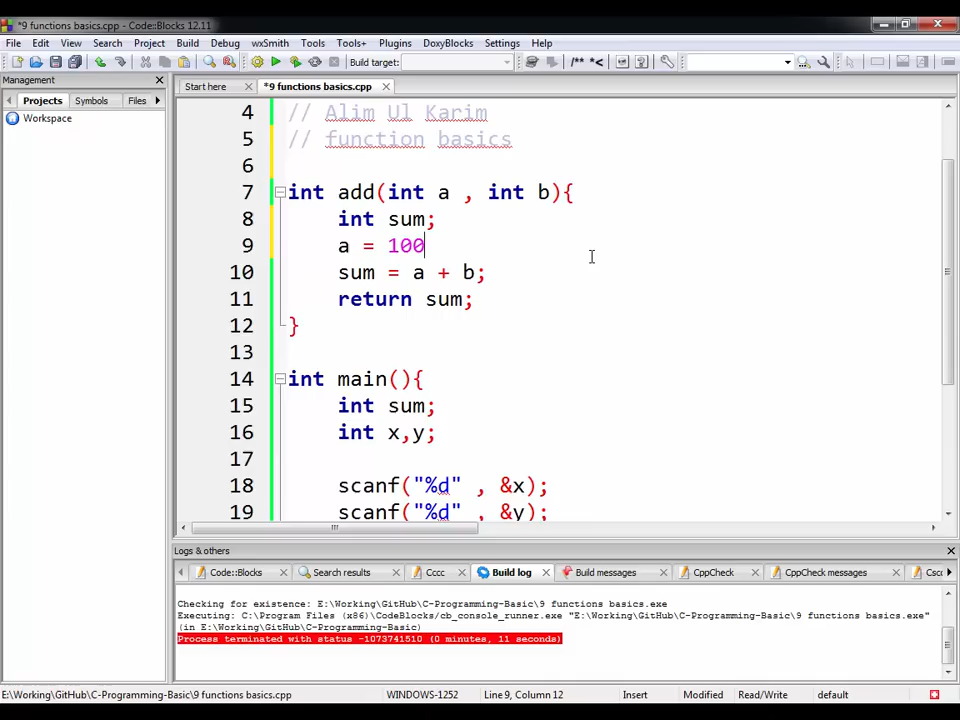 *9 functions basics.cpp - Code::Blocks 12.11
File Edit View Search Project Build Debug wxSmith Tools Tools+ Plugins DoxyBlocks Settings Help
Build target:
/** *<
Management
Start here *9 functions basics.cpp
Projects Symbols Files
Workspace
4 // Alim Ul Karim
5 // function basics
6
7 int add(int a , int b){
8 int sum;
9 a = 100
10 sum = a + b;
11 return sum;
12 }
13
14 int main(){
15 int sum;
16 int x,y;
17
18 scanf("%d" , &x);
19 scanf("%d" , &y);
Logs & others
Code::Blocks Search results Cccc Build log Build messages CppCheck CppCheck messages Cscc
Checking for existence: E:\Working\GitHub\C-Programming-Basic\9 functions basics.exe
Executing: C:\Program Files (x86)\CodeBlocks/cb_console_runner.exe "E:\Working\GitHub\C-Programming-Basic\9 functions basics.exe"
(in E:\Working\GitHub\C-Programming-Basic)
Process terminated with status -1073741510 (0 minutes, 11 seconds)
E:\Working\GitHub\C-Programming-Basic\9 functions basics.cpp WINDOWS-1252 Line 9, Column 12 Insert Modified Read/Write default